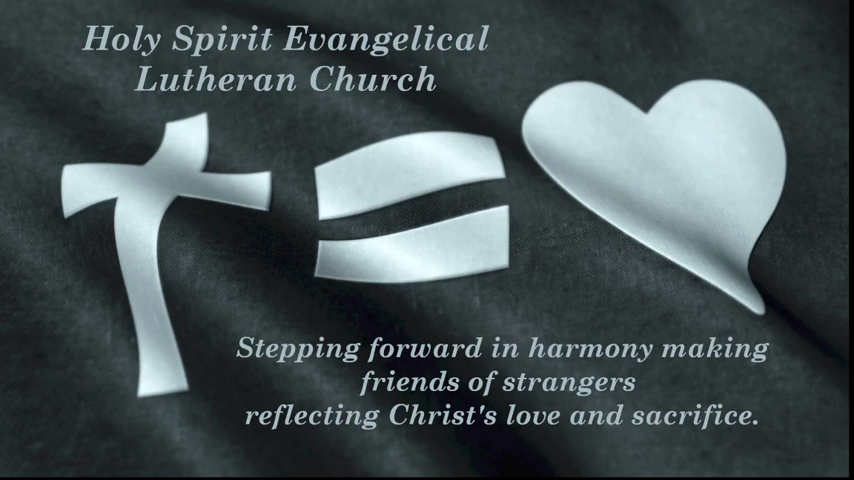 Holy Spirit Evangelical
Lutheran Church
Stepping forward in harmony making
friends of strangers
reflecting Christ's love and sacrifice.